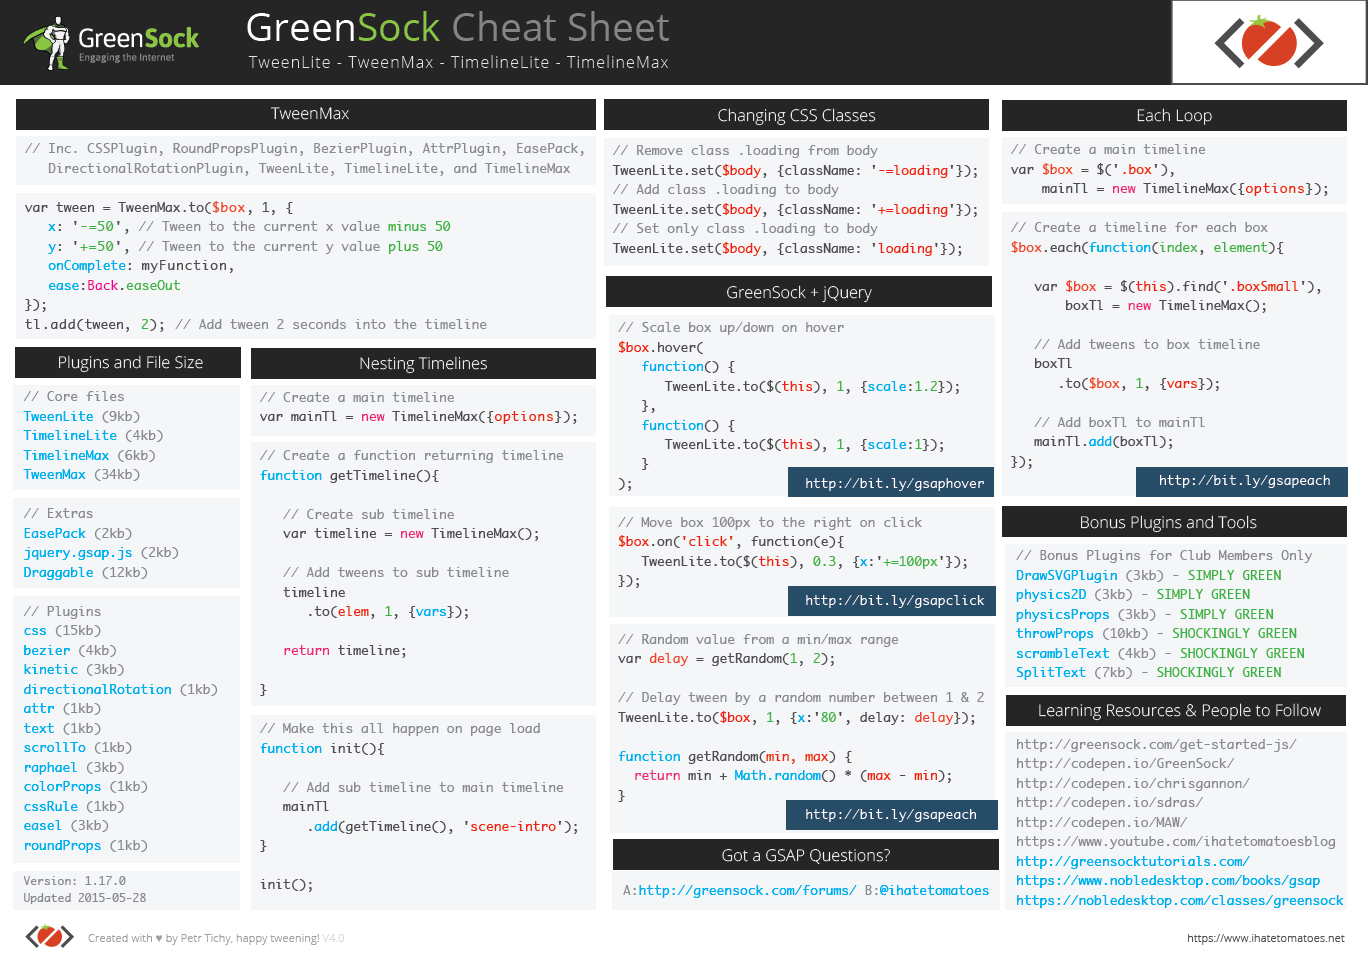 GreenSock
Engaging the Internet
GreenSock Cheat Sheet
TweenLite - TweenMax - TimelineLite - TimelineMax
TweenMax
// Inc. CSSPlugin, RoundPropsPlugin, BezierPlugin, AttrPlugin, EasePack,
DirectionalRotationPlugin, TweenLite, TimelineLite, and TimelineMax
var tween = TweenMax.to($box, 1, {
x: '-=50', // Tween to the current x value minus 50
y: '+=50', // Tween to the current y value plus 50
onComplete: myFunction,
ease:Back.easeOut
});
tl.add(tween, 2); // Add tween 2 seconds into the timeline
Plugins and File Size
// Core files
TweenLite (9kb)
TimelineLite (4kb)
TimelineMax (6kb)
TweenMax (34kb)
// Extras
EasePack (2kb)
jquery.gsap.js (2kb)
Draggable (12kb)
// Plugins
css (15kb)
bezier (4kb)
kinetic (3kb)
directionalRotation (1kb)
attr (1kb)
text (1kb)
scrollTo (1kb)
raphael (3kb)
colorProps (1kb)
cssRule (1kb)
easel (3kb)
roundProps (1kb)
Version: 1.17.0
Updated 2015-05-28
Nesting Timelines
// Create a main timeline
var mainTl = new TimelineMax({options});
// Create a function returning timeline
function getTimeline(){
// Create sub timeline
var timeline = new TimelineMax();
// Add tweens to sub timeline
timeline
.to(elem, 1, {vars});
return timeline;
}
// Make this all happen on page load
function init(){
// Add sub timeline to main timeline
mainTl
.add(getTimeline(), 'scene-intro');
}
init();
Changing CSS Classes
// Remove class .loading from body
TweenLite.set($body, {className: '-=loading'});
// Add class .loading to body
TweenLite.set($body, {className: '+=loading'});
// Set only class .loading to body
TweenLite.set($body, {className: 'loading'});
GreenSock + jQuery
// Scale box up/down on hover
$box.hover(
function() {
TweenLite.to($(this), 1, {scale:1.2});
},
function() {
TweenLite.to($(this), 1, {scale:1});
}
);
http://bit.ly/gsaphover
// Move box 100px to the right on click
$box.on('click', function(e){
TweenLite.to($(this), 0.3, {x:'+=100px'});
});
http://bit.ly/gsapclick
// Random value from a min/max range
var delay = getRandom(1, 2);
// Delay tween by a random number between 1 & 2
TweenLite.to($box, 1, {x:'80', delay: delay});
function getRandom(min, max) {
return min + Math.random() * (max - min);
}
http://bit.ly/gsapeach
Got a GSAP Questions?
A:http://greensock.com/forums/ B:@ihatetomatoes
Each Loop
// Create a main timeline
var $box = $('.box'),
mainTl = new TimelineMax({options});
// Create a timeline for each box
$box.each(function(index, element){
var $box = $(this).find('.boxSmall'),
boxTl = new TimelineMax();
// Add tweens to box timeline
boxTl
.to($box, 1, {vars});
// Add boxTl to mainTl
mainTl.add(boxTl);
});
http://bit.ly/gsapeach
Bonus Plugins and Tools
// Bonus Plugins for Club Members Only
DrawSVGPlugin (3kb) - SIMPLY GREEN
physics2D (3kb) - SIMPLY GREEN
physicsProps (3kb) - SIMPLY GREEN
throwProps (10kb) - SHOCKINGLY GREEN
scrambleText (4kb) - SHOCKINGLY GREEN
SplitText (7kb) - SHOCKINGLY GREEN
Learning Resources & People to Follow
http://greensock.com/get-started-js/
http://codepen.io/GreenSock/
http://codepen.io/chrisgannon/
http://codepen.io/sdras/
http://codepen.io/MAW/
https://www.youtube.com/ihatetomatoesblog
http://greensocktutorials.com/
https://www.nobledesktop.com/books/gsap
https://nobledesktop.com/classes/greensock
Created with ♥ by Petr Tichy, happy tweening! V4.0
https://www.ihatetomatoes.net